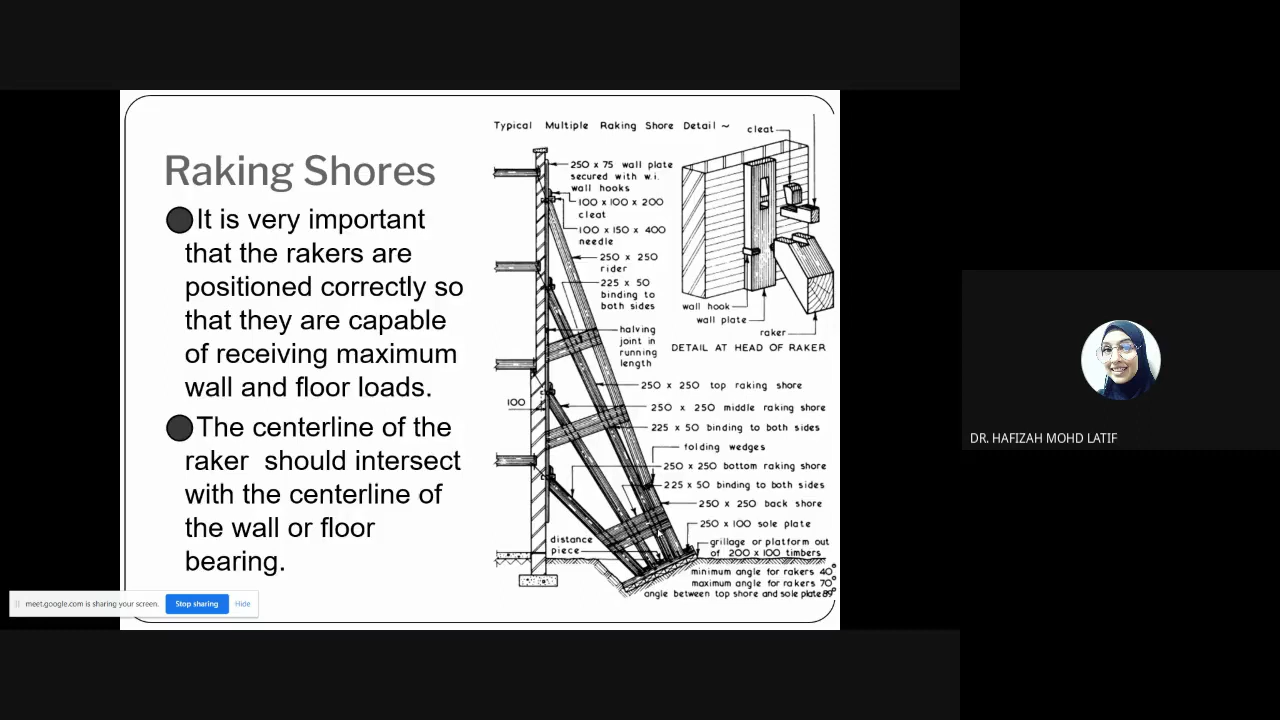 Raking Shores
It is very important
that the rakers are
positioned correctly so
that they are capable
of receiving maximum
wall and floor loads.
The centerline of the
raker should intersect
with the centerline of
the wall or floor
bearing.
Typical Multiple Raking Shore Detail ~
cleat
250 x 75 wall plate
secured with w.i.
wall hooks
100 x 100 x 200
cleat
100 x 150 x 400
needle
250 x 250
rider
225 x 50
binding to
both sides
halving
joint in
running
length
wall hook
wall plate
raker
DETAIL AT HEAD OF RAKER
250 x 250 top raking shore
100
250 x 250 middle raking shore
225 x 50 binding to both sides
folding wedges
250 x 250 bottom raking shore
225 x 50 binding to both sides
250 x 250 back shore
250 x 100 sole plate
distance
piece
grillage or platform out
of 200 x 100 timbers
minimum angle for rakers 40°
maximum angle for rakers 70°
angle between top shore and sole plate 89°
meet.google.com is sharing your screen.
Stop sharing
Hide
DR. HAFIZAH MOHD LATIF